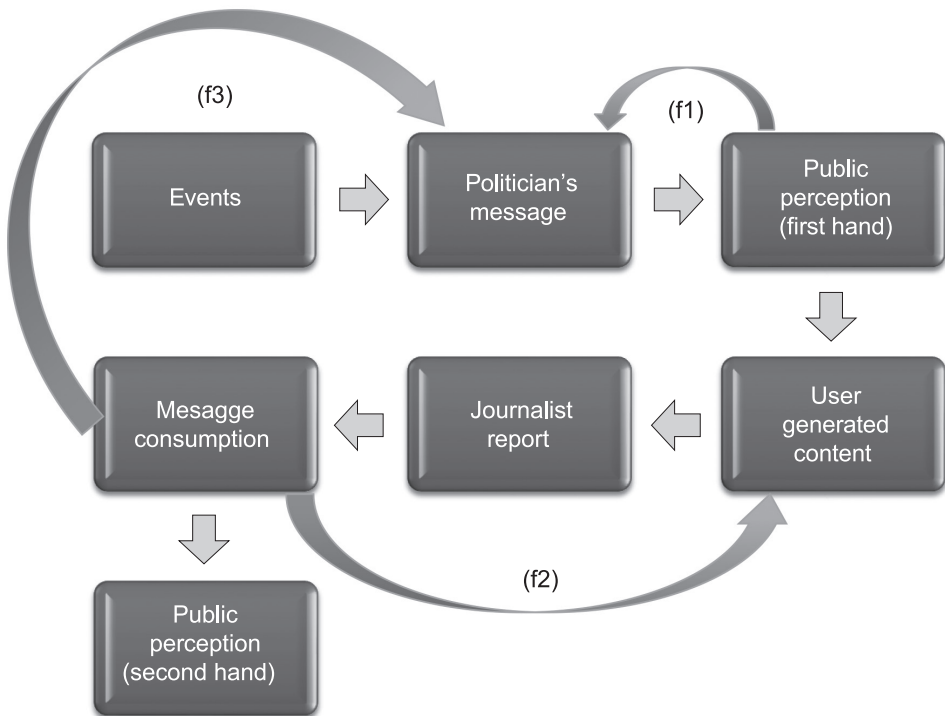 (f3)
(f1)
Events
Politician's
message
Public
perception
(first hand)
Mesagge
consumption
Journalist
report
User
generated
content
(f2)
Public
perception
(second hand)